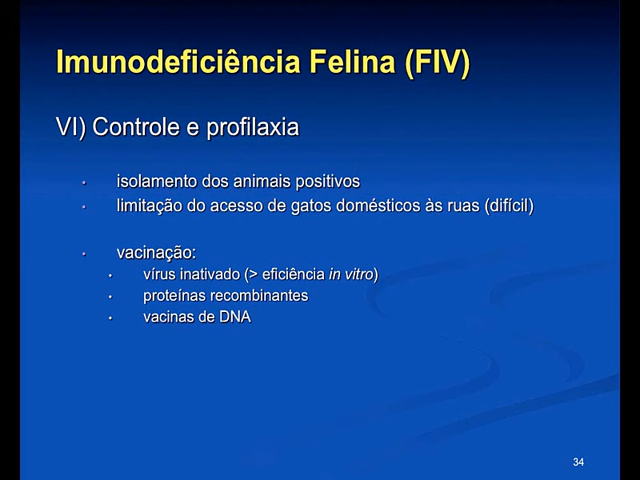 Imunodeficiência Felina (FIV)
VI) Controle e profilaxia
• isolamento dos animais positivos
• limitação do acesso de gatos domésticos às ruas (difícil)
• vacinação:
• vírus inativado (> eficiência in vitro)
• proteínas recombinantes
• vacinas de DNA
34